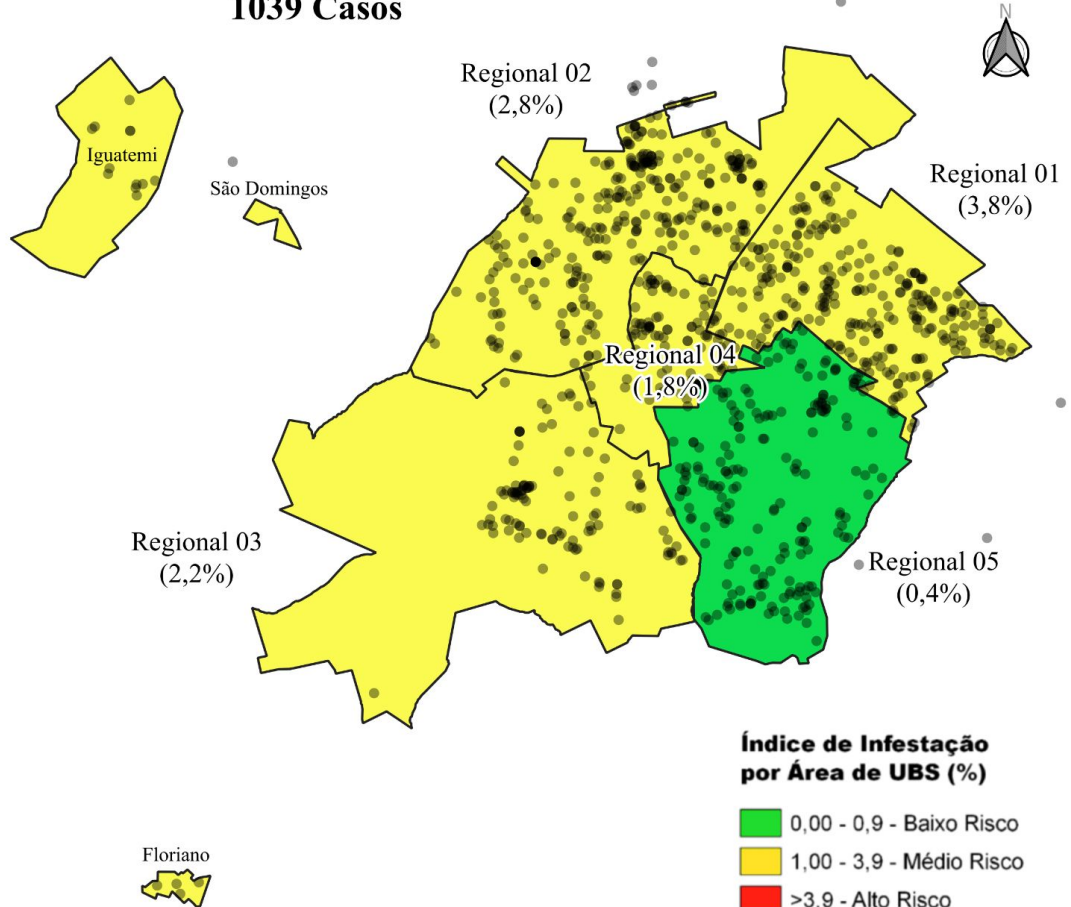 1039 Casos
N
Regional 02
(2,8%)
Iguatemi
São Domingos
Regional 01
(3,8%)
Regional 04
(1,8%)
Regional 03
(2,2%)
Regional 05
(0,4%)
Índice de Infestação
por Área de UBS (%)
0,00 - 0,9 - Baixo Risco
1,00 - 3,9 - Médio Risco
>3,9 - Alto Risco
Floriano